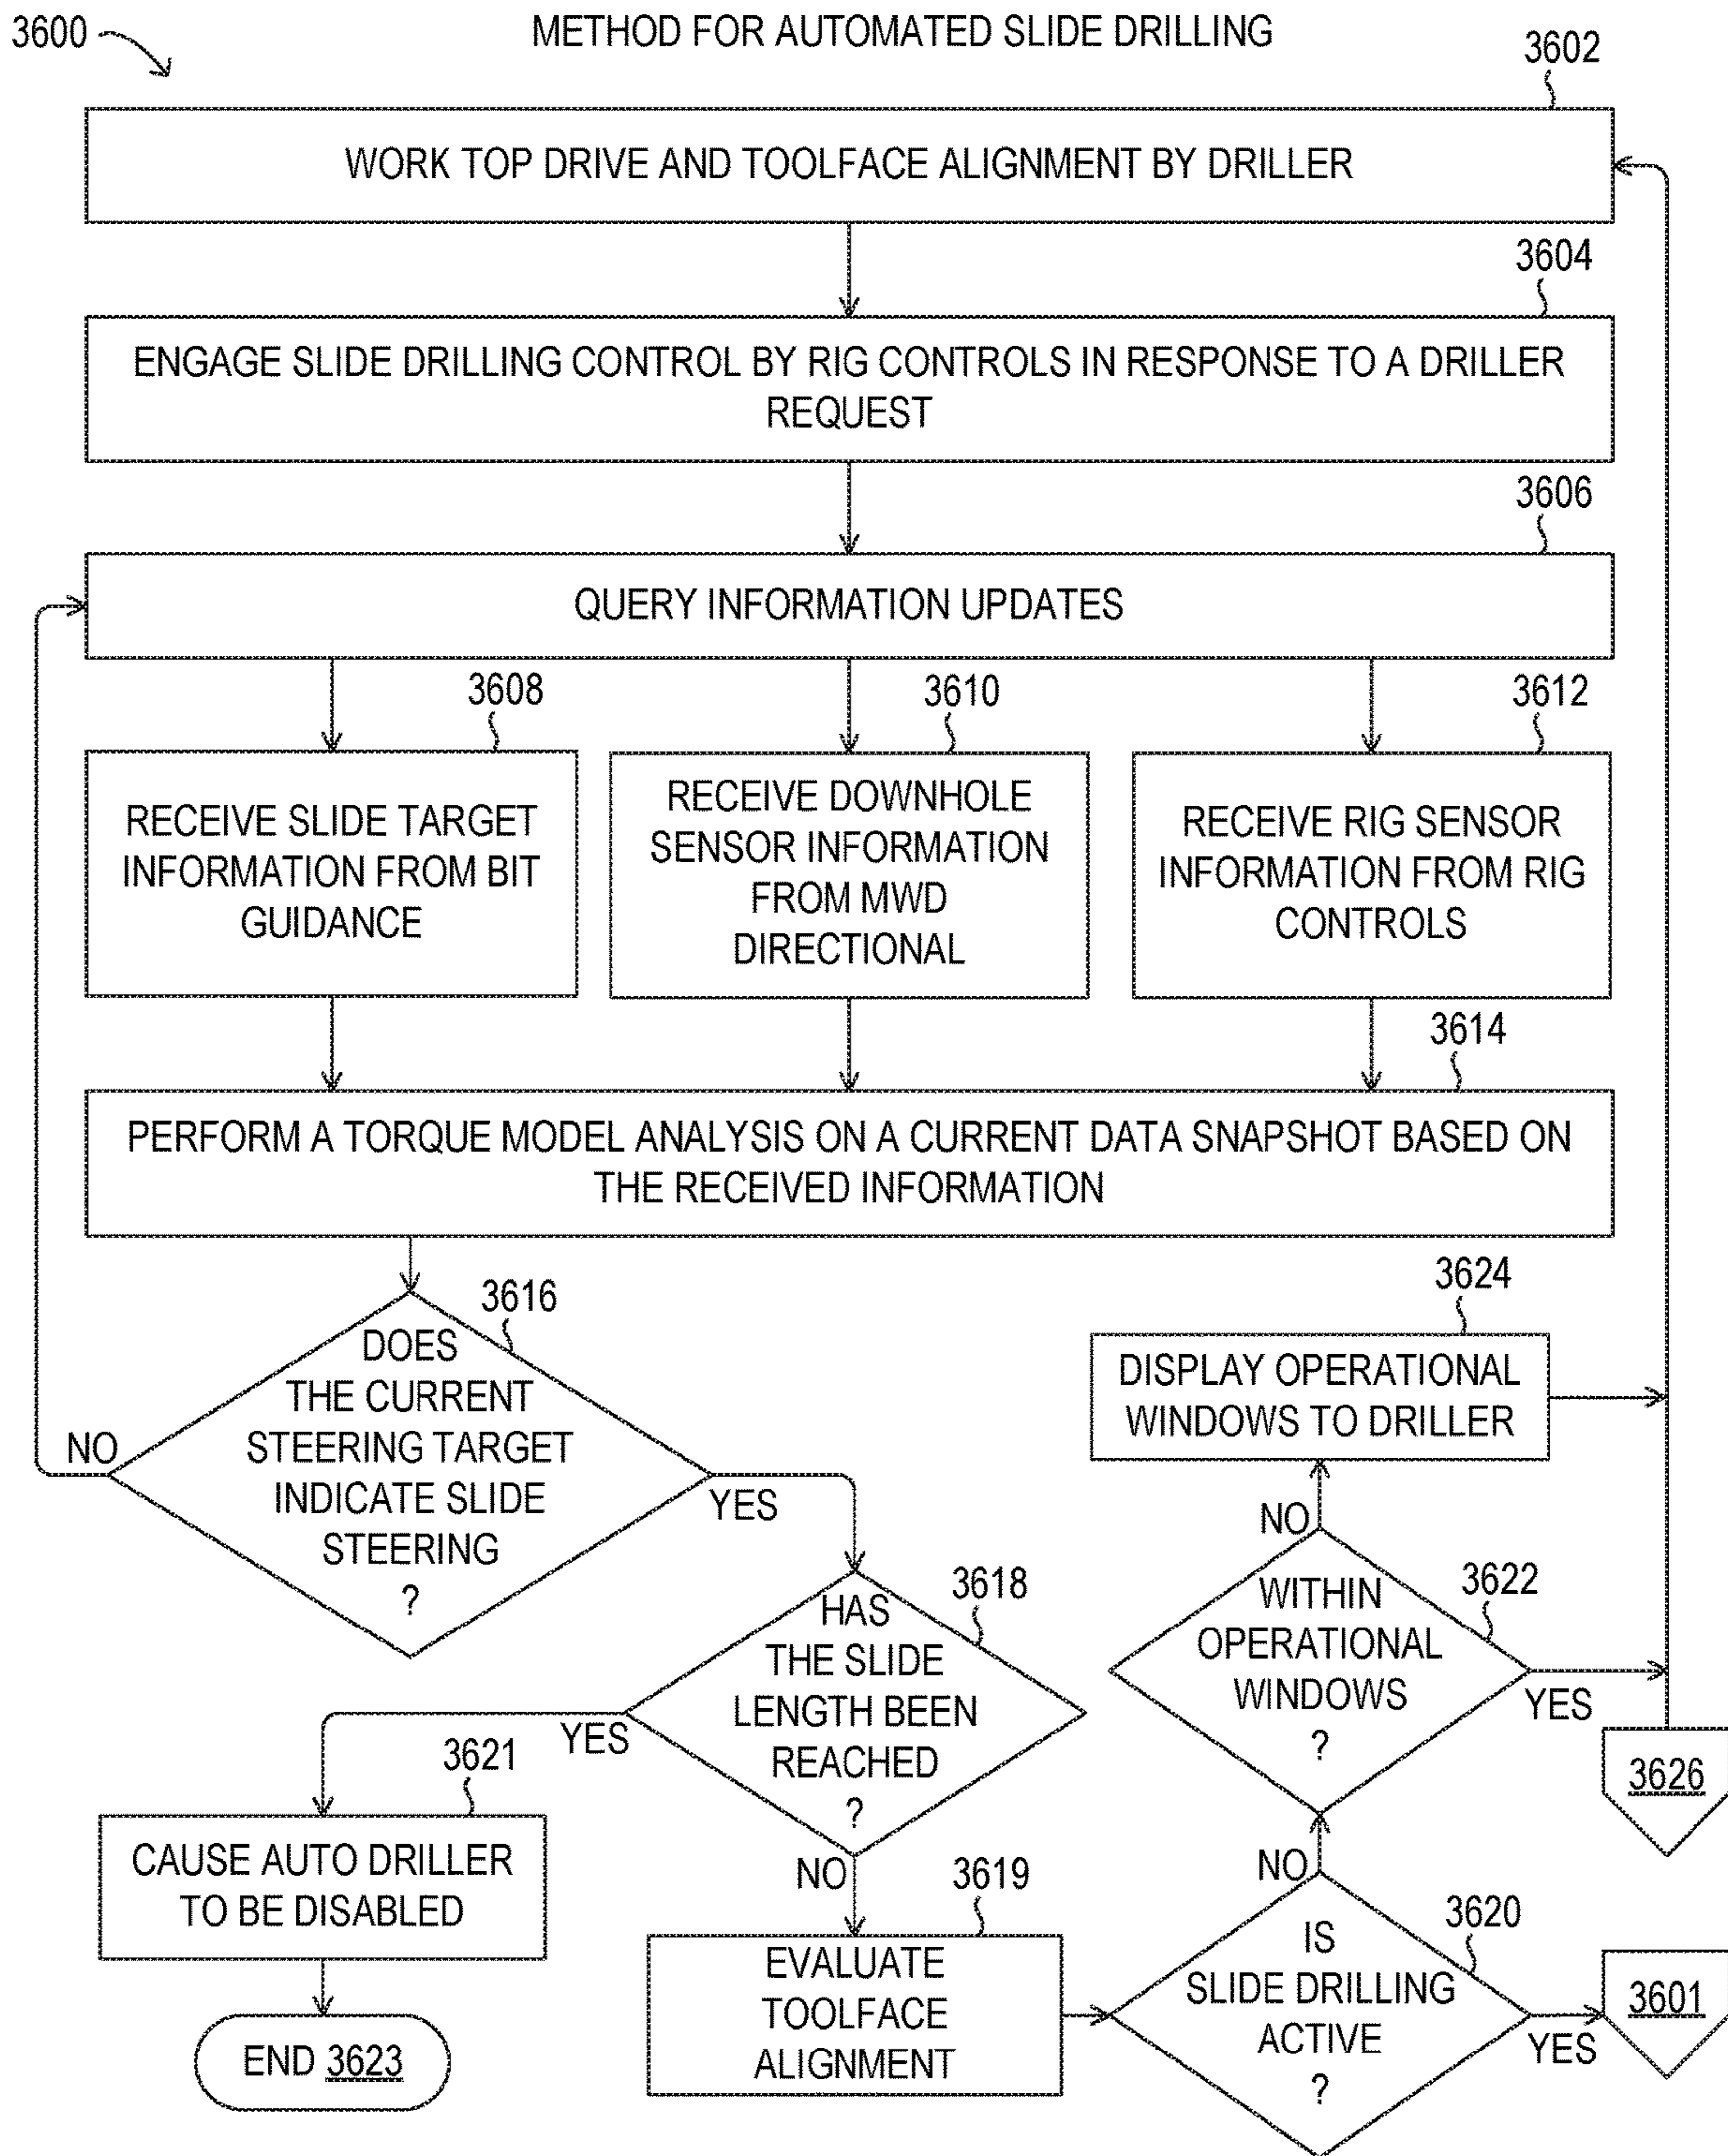 3600
METHOD FOR AUTOMATED SLIDE DRILLING
3602
WORK TOP DRIVE AND TOOLFACE ALIGNMENT BY DRILLER
3604
ENGAGE SLIDE DRILLING CONTROL BY RIG CONTROLS IN RESPONSE TO A DRILLER
REQUEST
3606
QUERY INFORMATION UPDATES
3608
RECEIVE SLIDE TARGET
INFORMATION FROM BIT
GUIDANCE
3610
RECEIVE DOWNHOLE
SENSOR INFORMATION
FROM MWD
DIRECTIONAL
3612
RECEIVE RIG SENSOR
INFORMATION FROM RIG
CONTROLS
3614
PERFORM A TORQUE MODEL ANALYSIS ON A CURRENT DATA SNAPSHOT BASED ON
THE RECEIVED INFORMATION
3616
DOES
THE CURRENT
STEERING TARGET
INDICATE SLIDE
STEERING
?
NO
YES
3618
HAS
THE SLIDE
LENGTH BEEN
REACHED
?
YES
NO
3621
CAUSE AUTO DRILLER
TO BE DISABLED
END 3623
3619
EVALUATE
TOOLFACE
ALIGNMENT
3620
IS
SLIDE DRILLING
ACTIVE
?
NO
YES
3601
3622
WITHIN
OPERATIONAL
WINDOWS
?
NO
YES
3624
DISPLAY OPERATIONAL
WINDOWS TO DRILLER
3626